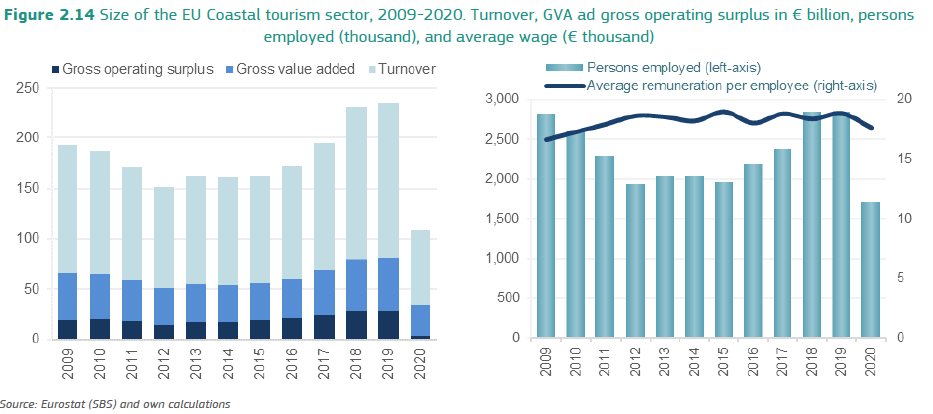 Figure 2.14 Size of the EU Coastal tourism sector, 2009-2020. Turnover, GVA ad gross operating surplus in € billion, persons
employed (thousand), and average wage (€ thousand)
Gross operating surplus Gross value added Turnover
250
200
150
100
50
0
2009 2010 2011 2012 2013 2014 2015 2016 2017 2018 2019 2020
Persons employed (left-axis)
Average remuneration per employee (right-axis)
3,000 20
2,500
15
2,000
1,500 10
1,000
5
500
0 0
2009 2010 2011 2012 2013 2014 2015 2016 2017 2018 2019 2020
Source: Eurostat (SBS) and own calculations